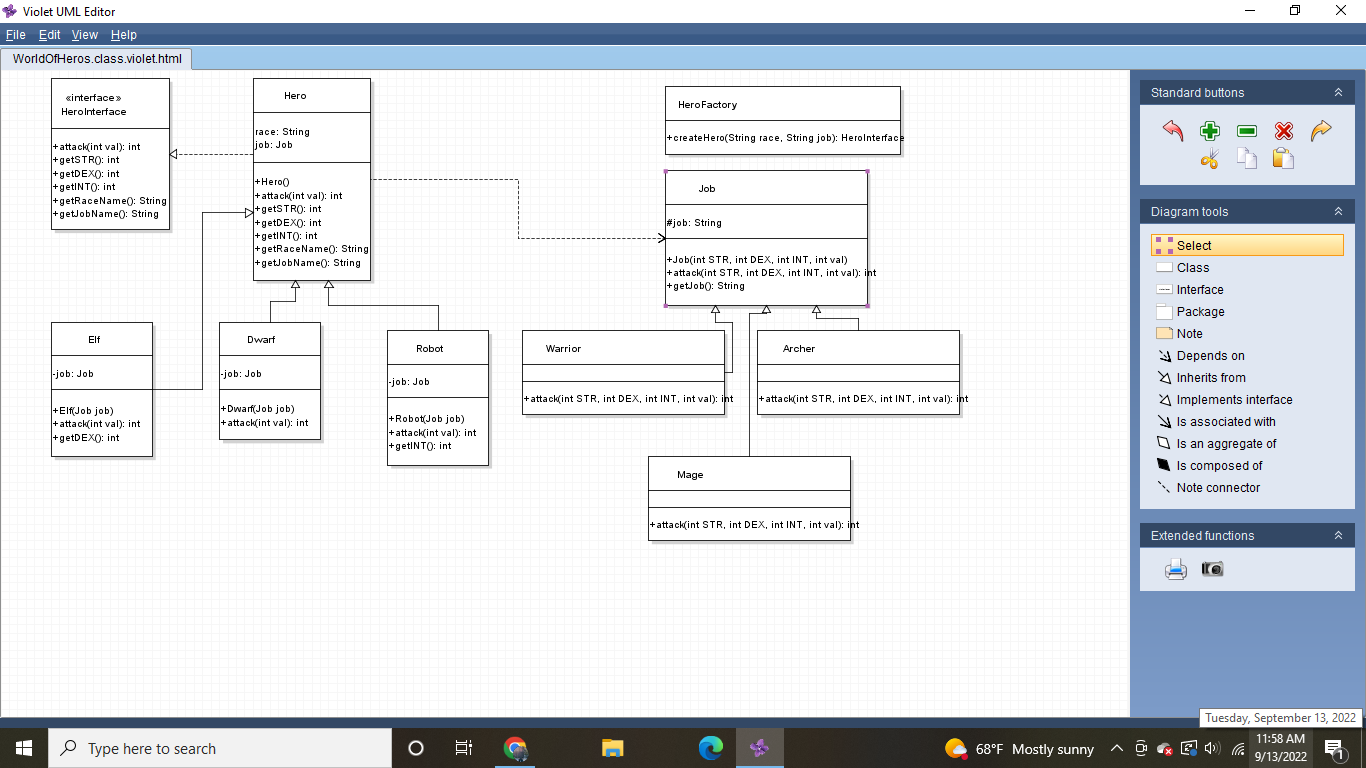 Violet UML Editor
File Edit View Help
WorldOfHeros.class.violet.html
«interface»
HeroInterface
+attack(int val): int
+getSTR(): int
+getDEX(): int
+getINT(): int
+getRaceName(): String
+getJobName(): String
Hero
race: String
job: Job
+Hero()
+attack(int val): int
+getSTR(): int
+getDEX(): int
+getINT(): int
+getRaceName(): String
+getJobName(): String
HeroFactory
+createHero(String race, String job): HeroInterface
Job
#job: String
+Job(int STR, int DEX, int INT, int val)
+attack(int STR, int DEX, int INT, int val): int
+getJob(): String
Elf
-job: Job
+Elf(Job job)
+attack(int val): int
+getDEX(): int
Dwarf
-job: Job
+Dwarf(Job job)
+attack(int val): int
Robot
-job: Job
+Robot(Job job)
+attack(int val): int
+getINT(): int
Warrior
+attack(int STR, int DEX, int INT, int val): int
Archer
+attack(int STR, int DEX, int INT, int val): int
Mage
+attack(int STR, int DEX, int INT, int val): int
Standard buttons
Diagram tools
Select
Class
Interface
Package
Note
Depends on
Inherits from
Implements interface
Is associated with
Is an aggregate of
Is composed of
Note connector
Extended functions
Tuesday, September 13, 2022
Type here to search
68°F Mostly sunny
11:58 AM
9/13/2022
1